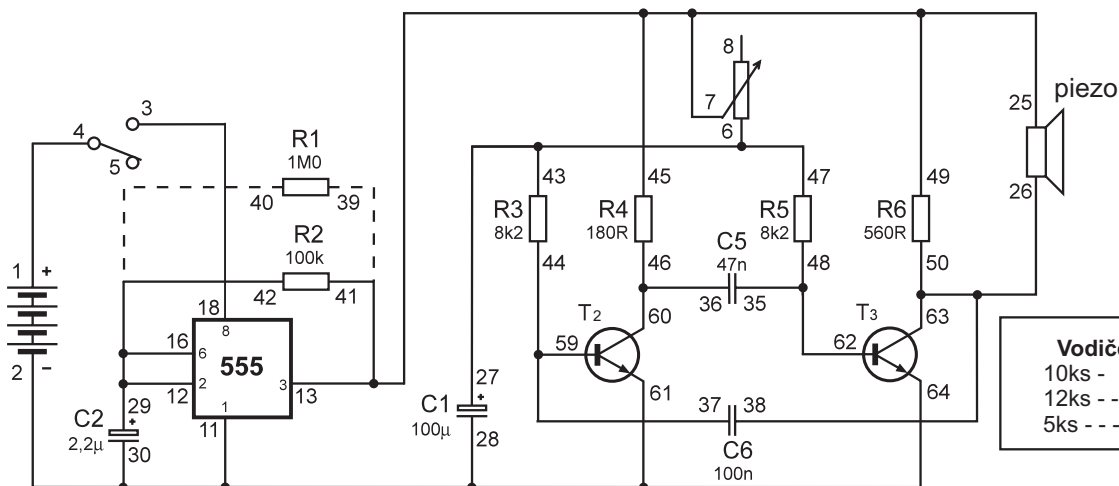 8
7
6
25
piezo
26
3
4
5
R1
1M0
40
39
R2
100k
42
41
43
R3
8k2
44
45
R4
180R
46
C5
47n
36
35
47
R5
8k2
48
49
R6
560R
50
1
+
2
−
18
8
16
6
555
2
12
3
13
1
11
29
+
C2
2,2µ
30
27
+
C1
100µ
28
T2
59
60
61
37
38
C6
100n
T3
62
63
64
10ks -
12ks - -
5ks - - -